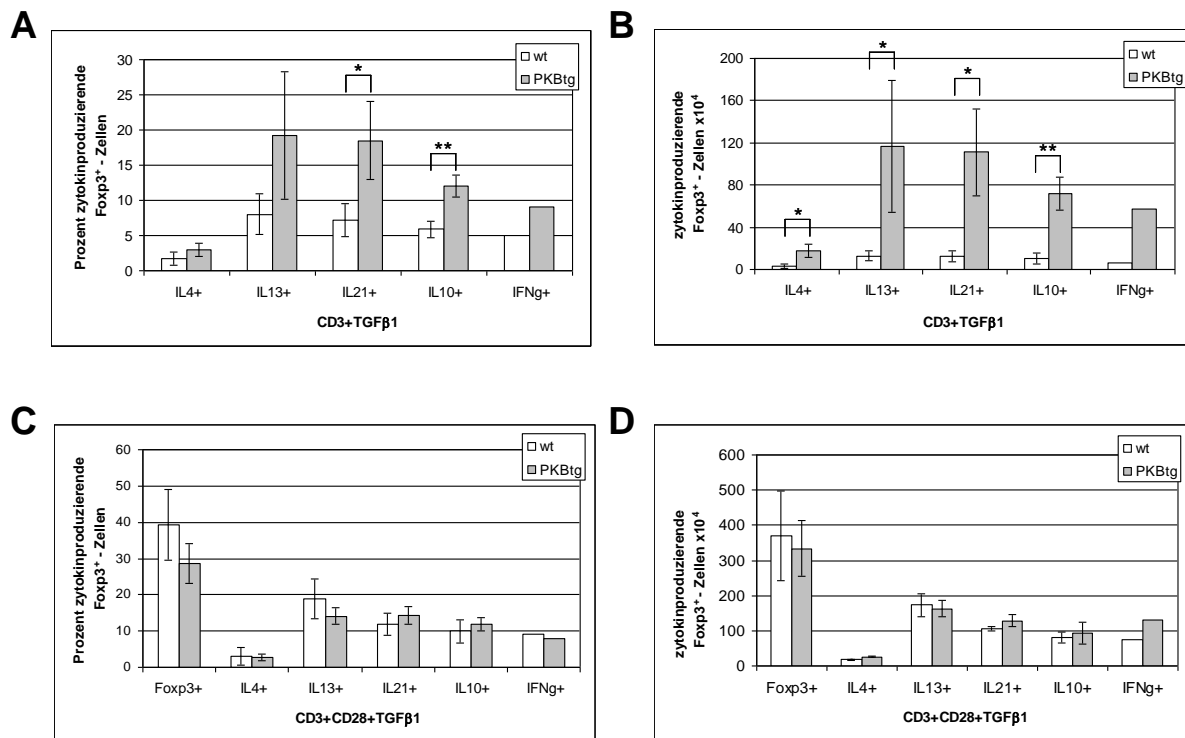 A
wt
PKBtg
Prozent zytokinproduzierende
Foxp3⁺ - Zellen
30
25
20
15
10
5
0
*
**
IL4+ IL13+ IL21+ IL10+ IFNg+
CD3+TGFβ1
B
wt
PKBtg
zytokinproduzierende
Foxp3⁺ - Zellen x10⁴
200
160
120
80
40
0
*
*
*
**
IL4+ IL13+ IL21+ IL10+ IFNg+
CD3+TGFβ1
C
wt
PKBtg
Prozent zytokinproduzierende
Foxp3⁺ - Zellen
60
50
40
30
20
10
0
Foxp3+ IL4+ IL13+ IL21+ IL10+ IFNg+
CD3+CD28+TGFβ1
D
wt
PKBtg
zytokinproduzierende
Foxp3⁺ - Zellen x10⁴
600
500
400
300
200
100
0
Foxp3+ IL4+ IL13+ IL21+ IL10+ IFNg+
CD3+CD28+TGFβ1